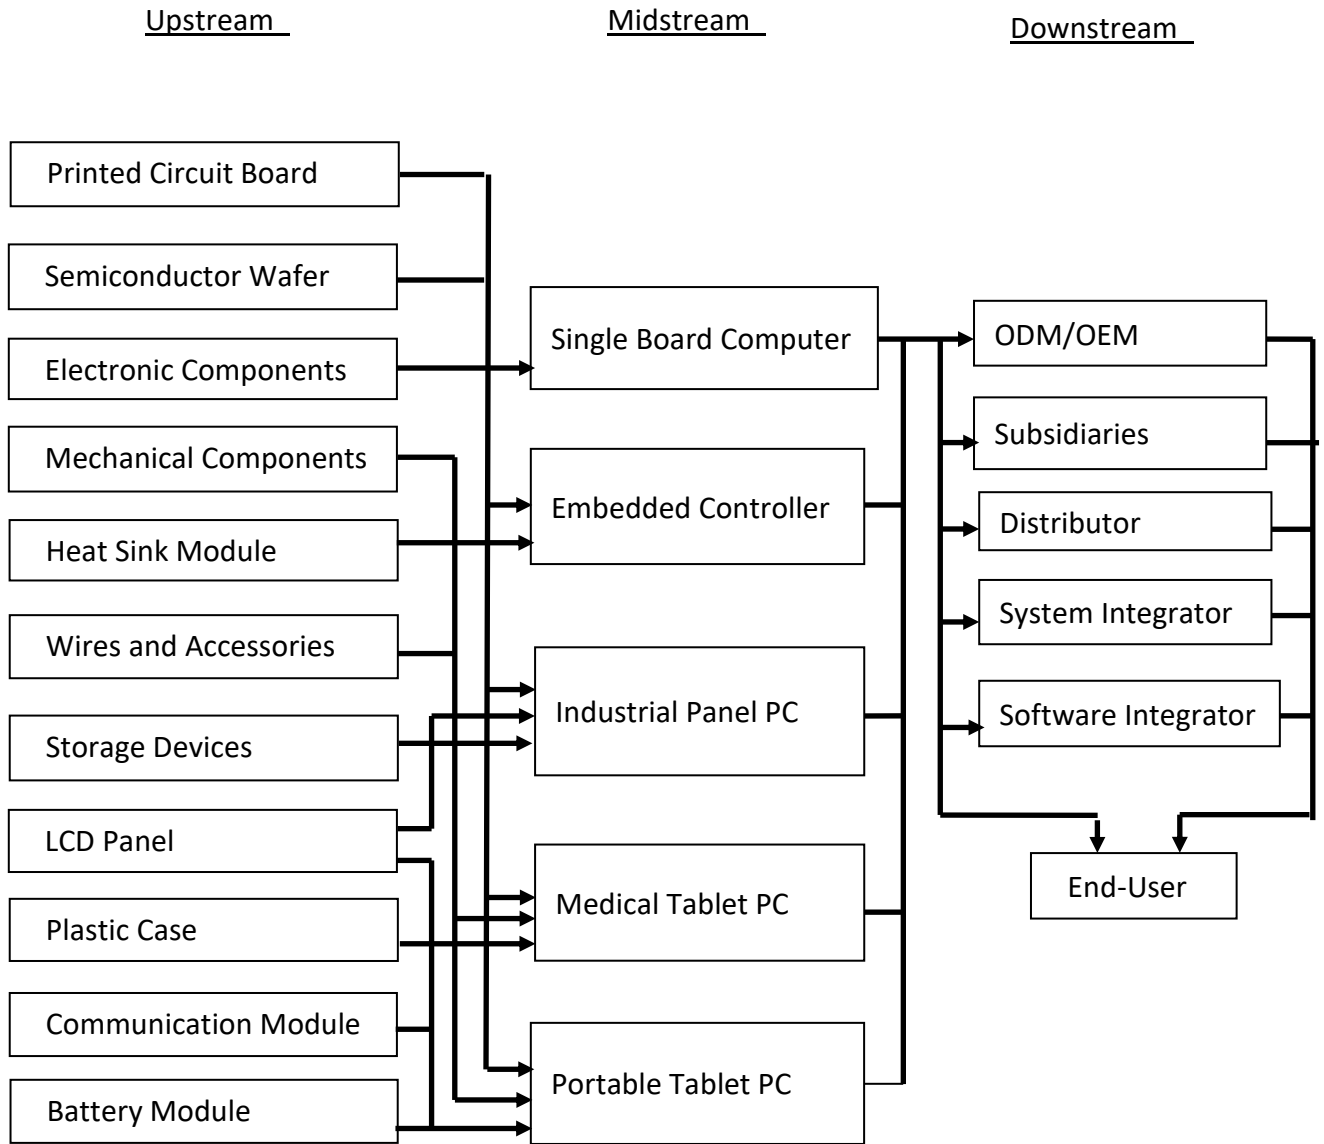 Upstream
Midstream
Downstream
Printed Circuit Board
Semiconductor Wafer
Electronic Components
Mechanical Components
Heat Sink Module
Wires and Accessories
Storage Devices
LCD Panel
Plastic Case
Communication Module
Battery Module
Single Board Computer
Embedded Controller
Industrial Panel PC
Medical Tablet PC
Portable Tablet PC
ODM/OEM
Subsidiaries
Distributor
System Integrator
Software Integrator
End-User